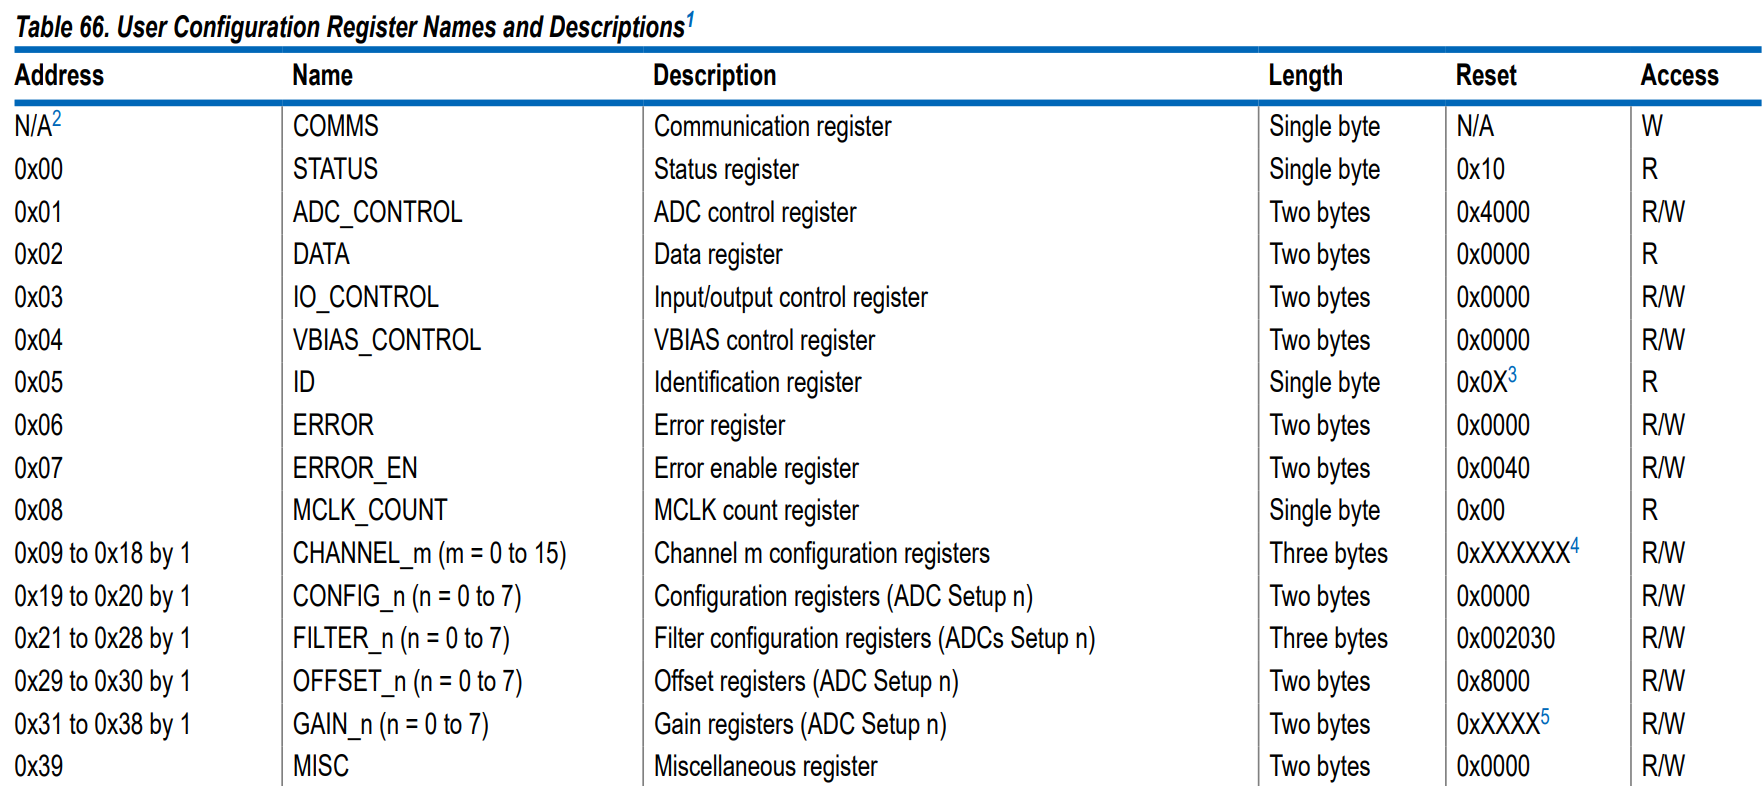 Table 66. User Configuration Register Names and Descriptions1
Address Name Description Length Reset Access
N/A2 COMMS Communication register Single byte N/A W
0x00 STATUS Status register Single byte 0x10 R
0x01 ADC_CONTROL ADC control register Two bytes 0x4000 R/W
0x02 DATA Data register Two bytes 0x0000 R
0x03 IO_CONTROL Input/output control register Two bytes 0x0000 R/W
0x04 VBIAS_CONTROL VBIAS control register Two bytes 0x0000 R/W
0x05 ID Identification register Single byte 0x0X3 R
0x06 ERROR Error register Two bytes 0x0000 R/W
0x07 ERROR_EN Error enable register Two bytes 0x0040 R/W
0x08 MCLK_COUNT MCLK count register Single byte 0x00 R
0x09 to 0x18 by 1 CHANNEL_m (m = 0 to 15) Channel m configuration registers Three bytes 0xXXXXXX4 R/W
0x19 to 0x20 by 1 CONFIG_n (n = 0 to 7) Configuration registers (ADC Setup n) Two bytes 0x0000 R/W
0x21 to 0x28 by 1 FILTER_n (n = 0 to 7) Filter configuration registers (ADCs Setup n) Three bytes 0x002030 R/W
0x29 to 0x30 by 1 OFFSET_n (n = 0 to 7) Offset registers (ADC Setup n) Two bytes 0x8000 R/W
0x31 to 0x38 by 1 GAIN_n (n = 0 to 7) Gain registers (ADC Setup n) Two bytes 0xXXXX5 R/W
0x39 MISC Miscellaneous register Two bytes 0x0000 R/W